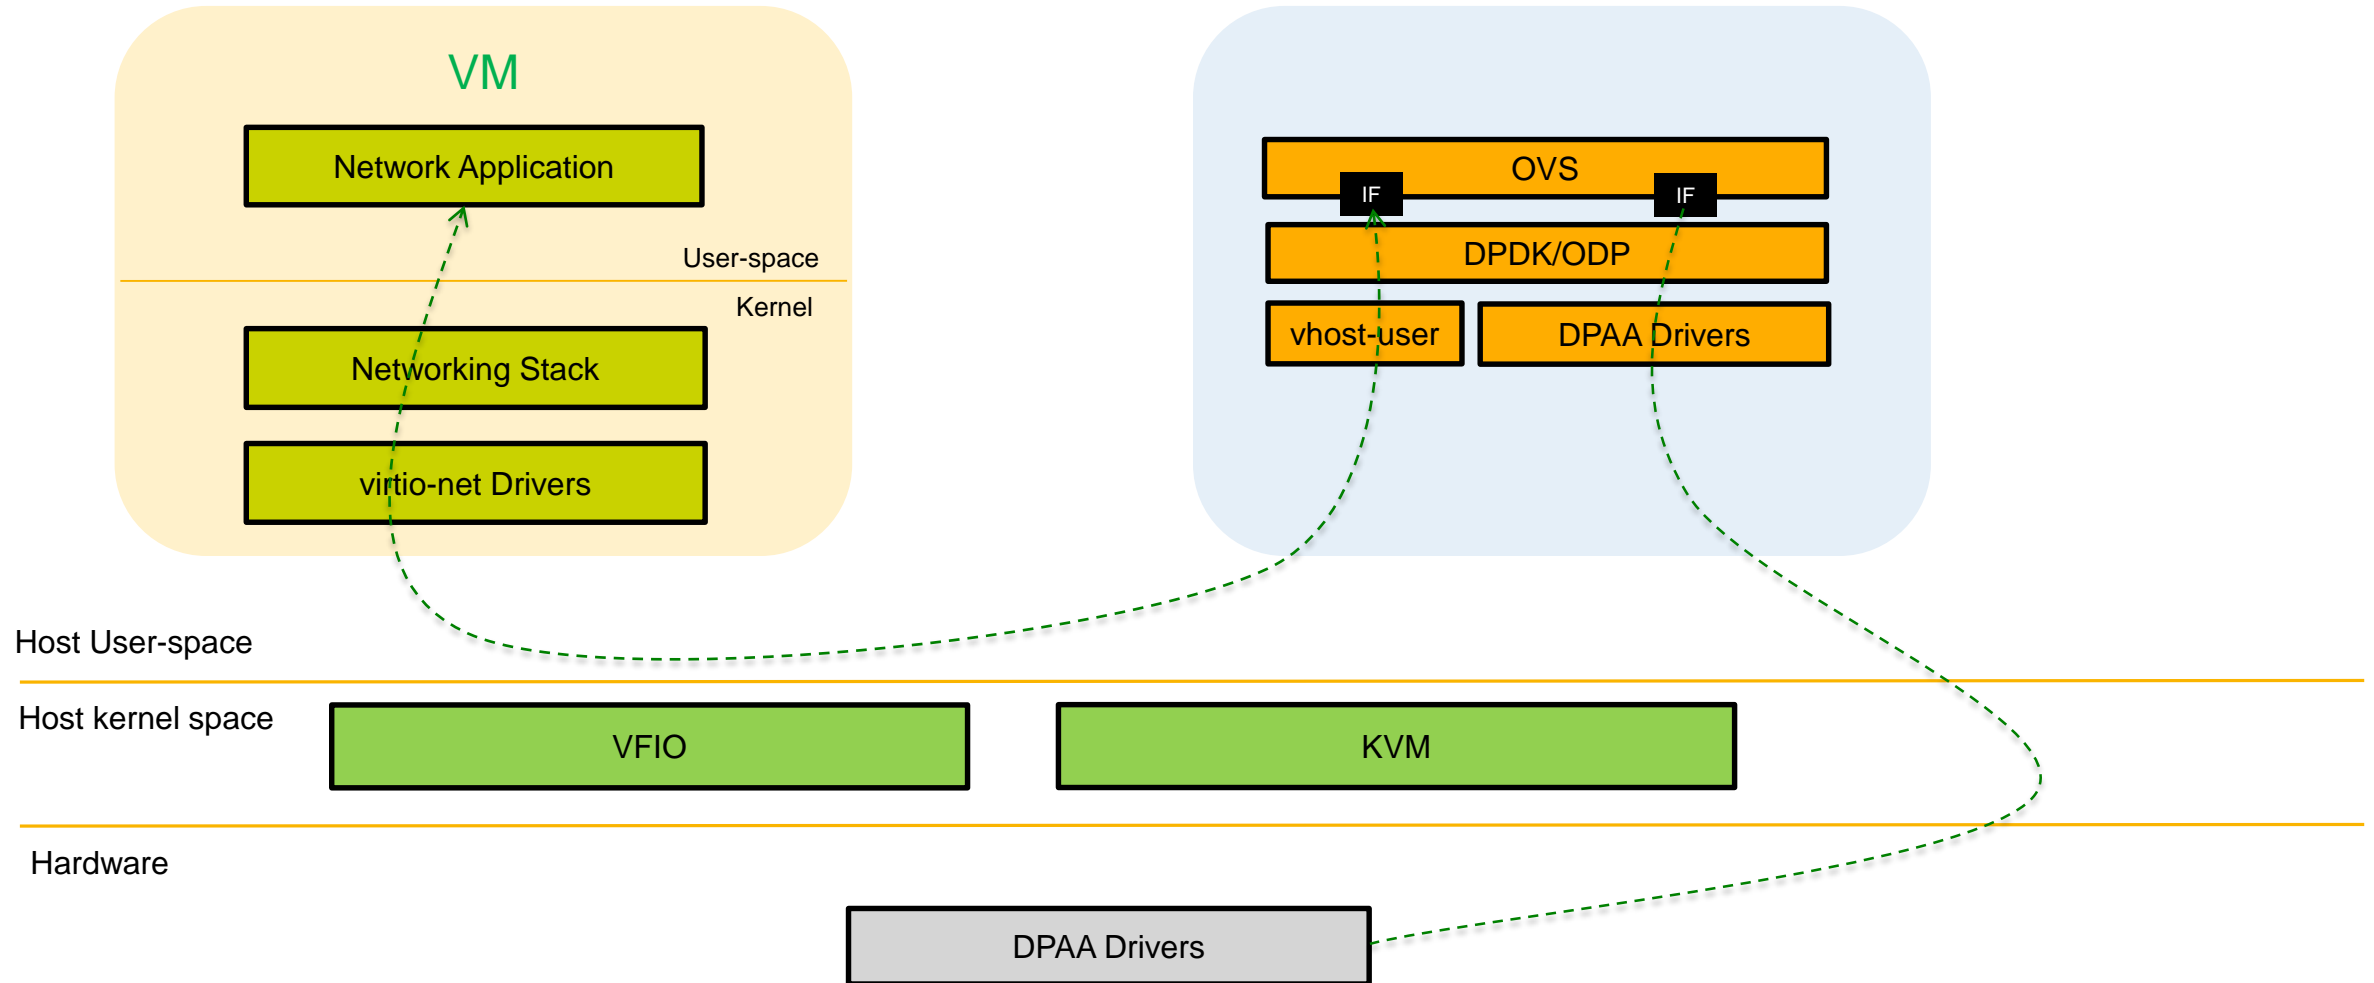 VM
Network Application
User-space
Kernel
Networking Stack
virtio-net Drivers
OVS
IF
IF
DPDK/ODP
vhost-user
DPAA Drivers
Host User-space
Host kernel space
VFIO
KVM
Hardware
DPAA Drivers